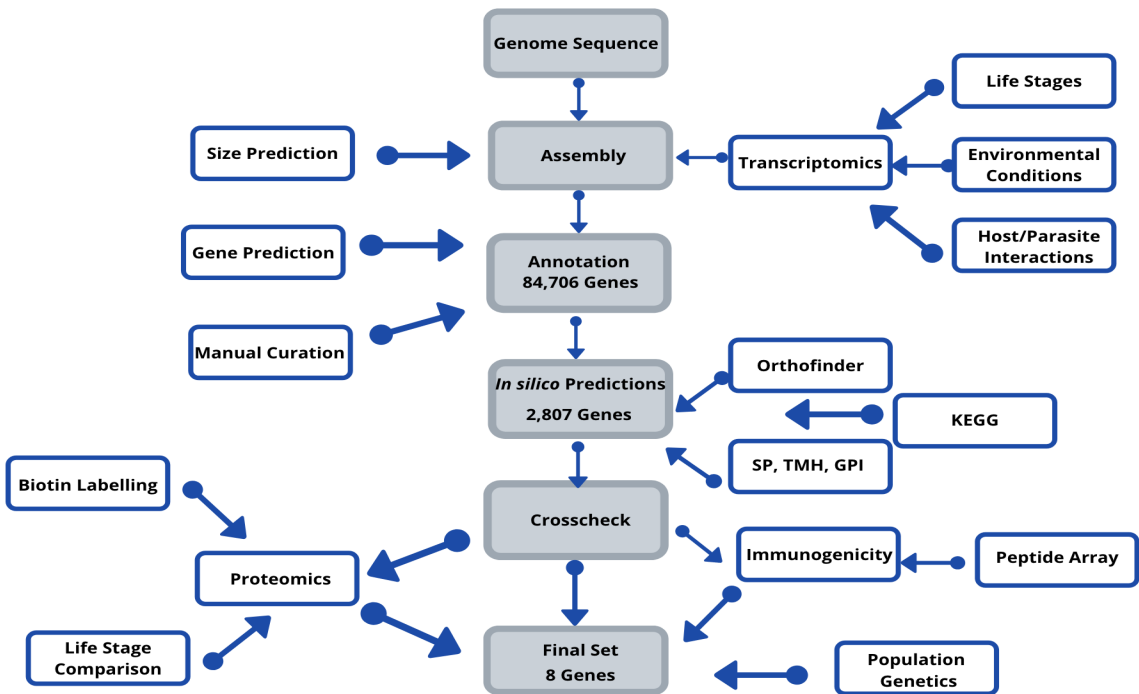 Genome Sequence
Life Stages
Size Prediction
Assembly
Transcriptomics
Environmental
Conditions
Gene Prediction
Annotation
84,706 Genes
Host/Parasite
Interactions
Manual Curation
In silico Predictions
2,807 Genes
Orthofinder
KEGG
SP, TMH, GPI
Biotin Labelling
Crosscheck
Immunogenicity
Peptide Array
Proteomics
Life Stage
Comparison
Final Set
8 Genes
Population
Genetics